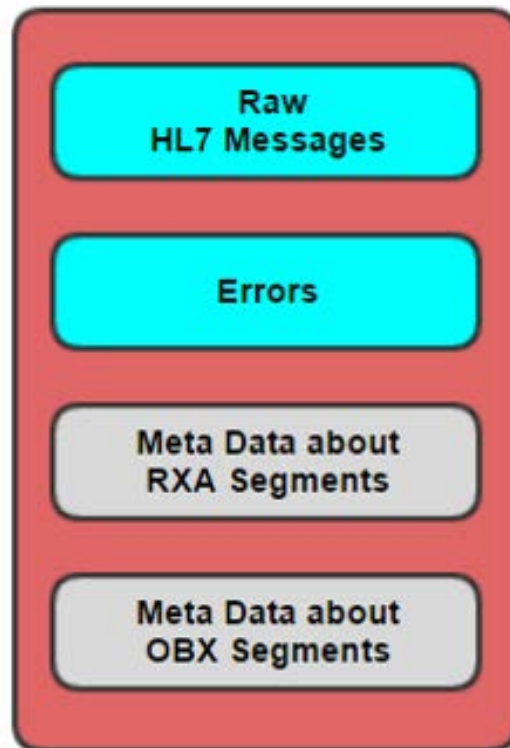 Raw
HL7 Messages
Errors
Meta Data about
RXA Segments
Meta Data about
OBX Segments